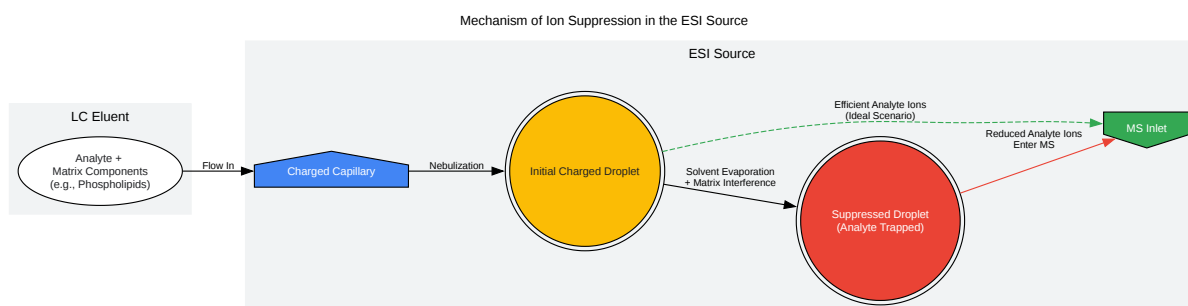 Mechanism of Ion Suppression in the ESI Source
ESI Source
LC Eluent
Analyte +
Matrix Components
(e.g., Phospholipids)
Flow In
Charged Capillary
Nebulization
Initial Charged Droplet
Efficient Analyte Ions
(Ideal Scenario)
Solvent Evaporation
+ Matrix Interference
Suppressed Droplet
(Analyte Trapped)
Reduced Analyte Ions
Enter MS
MS Inlet